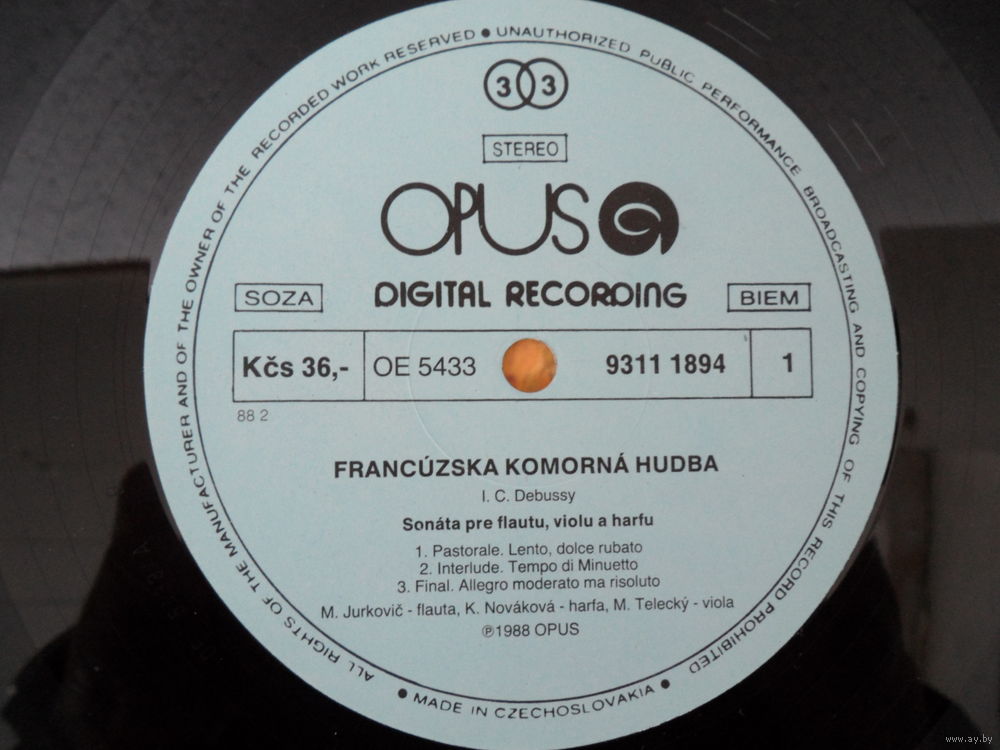 ALL RIGHTS OF THE MANUFACTURER AND OF THE OWNER OF THE RECORDED WORK RESERVED ● UNAUTHORIZED PUBLIC PERFORMANCE BROADCASTING AND COPYING OF THIS RECORD PROHIBITED
● MADE IN CZECHOSLOVAKIA ●
33
STEREO
OPUS
DIGITAL RECORDING
SOZA
BIEM
Kčs 36,- OE 5433 9311 1894 1
88 2
FRANCÚZSKA KOMORNÁ HUDBA
I. C. Debussy
Sonáta pre flautu, violu a harfu
1. Pastorale. Lento, dolce rubato
2. Interlude. Tempo di Minuetto
3. Final. Allegro moderato ma risoluto
M. Jurkovič - flauta, K. Nováková - harfa, M. Telecký - viola
℗1988 OPUS
www.ay.by